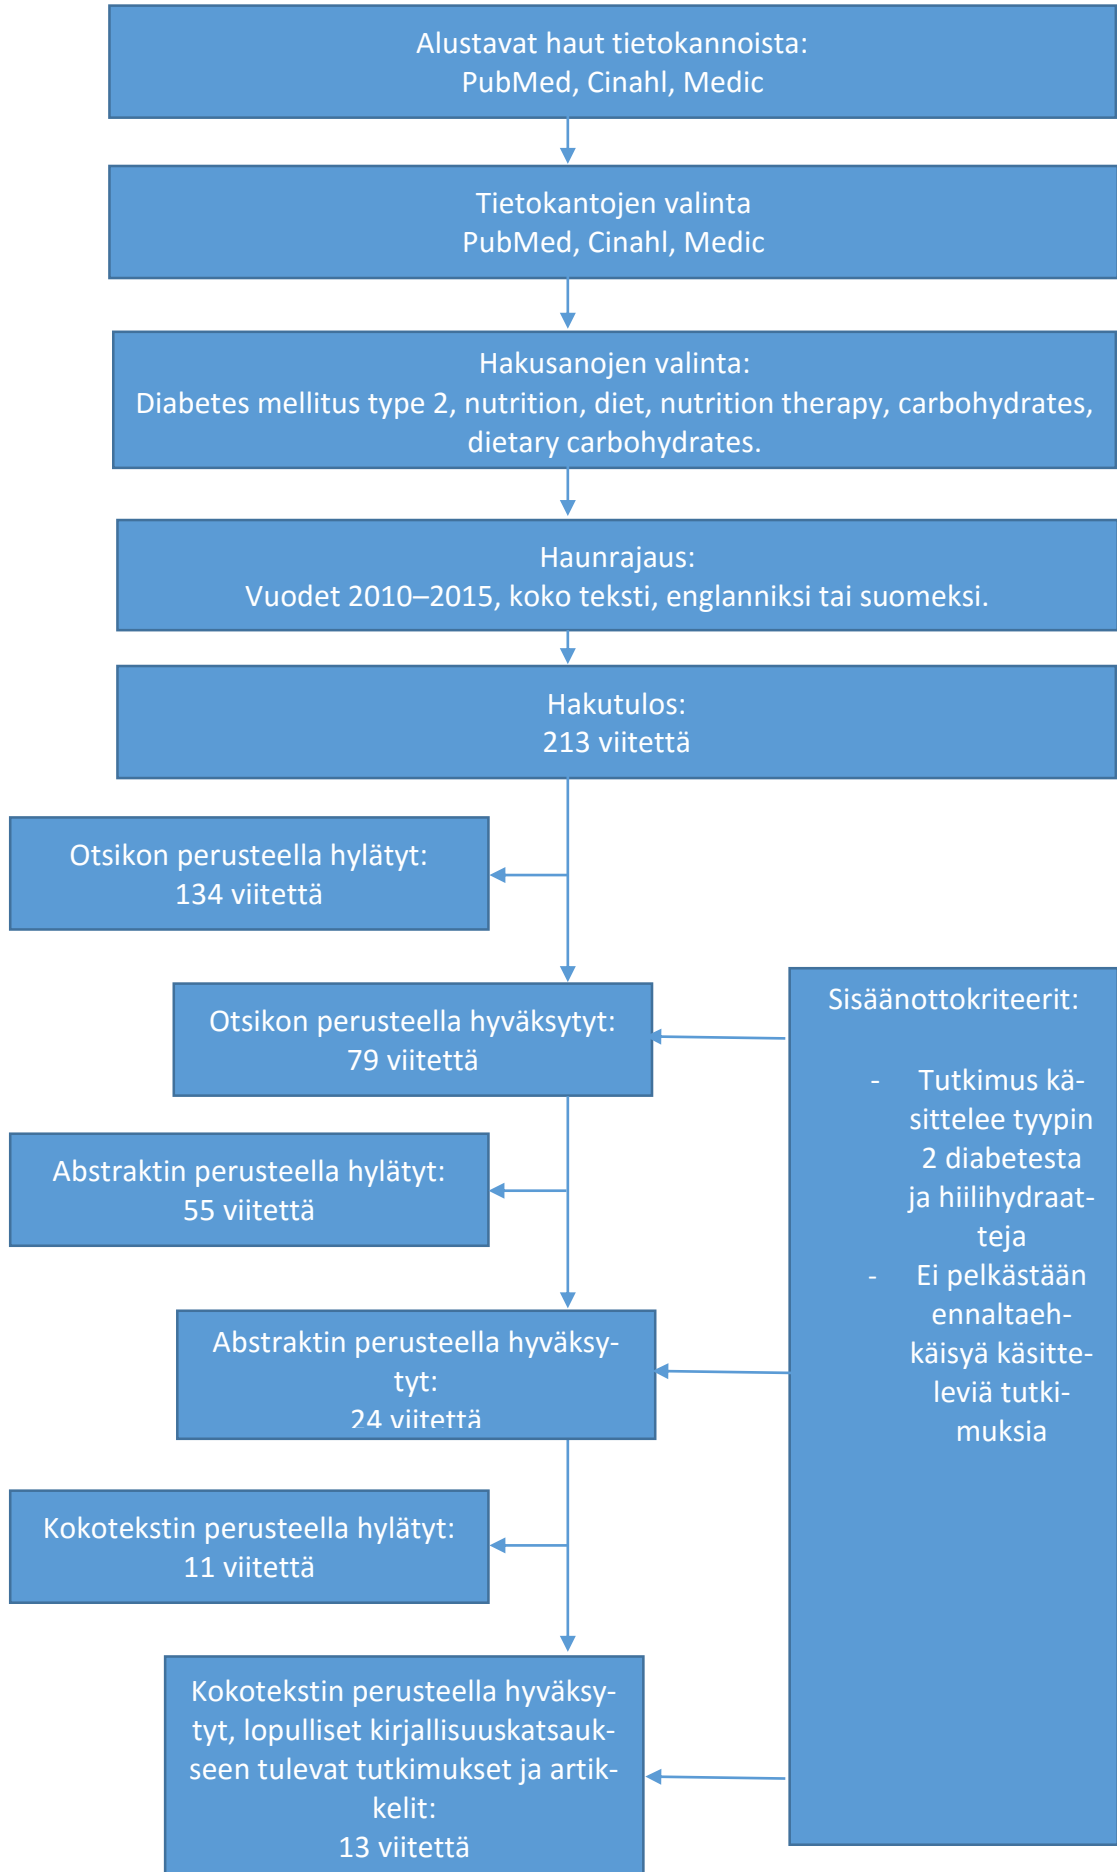 Alustavat haut tietokannoista:
PubMed, Cinahl, Medic
Tietokantojen valinta
PubMed, Cinahl, Medic
Hakusanojen valinta:
Diabetes mellitus type 2, nutrition, diet, nutrition therapy, carbohydrates,
dietary carbohydrates.
Haunrajaus:
Vuodet 2010–2015, koko teksti, englanniksi tai suomeksi.
Hakutulos:
213 viitettä
Otsikon perusteella hylätyt:
134 viitettä
Otsikon perusteella hyväksytyt:
79 viitettä
Sisäänottokriteerit:
- Tutkimus kä-
sittelee tyypin
2 diabetesta
ja hiilihydraat-
teja
- Ei pelkästään
ennaltaeh-
käisyä käsitte-
leviä tutki-
muksia
Abstraktin perusteella hylätyt:
55 viitettä
Abstraktin perusteella hyväksy-
tyt:
24 viitettä
Kokotekstin perusteella hylätyt:
11 viitettä
Kokotekstin perusteella hyväksy-
tyt, lopulliset kirjallisuuskatsauk-
seen tulevat tutkimukset ja artik-
kelit:
13 viitettä